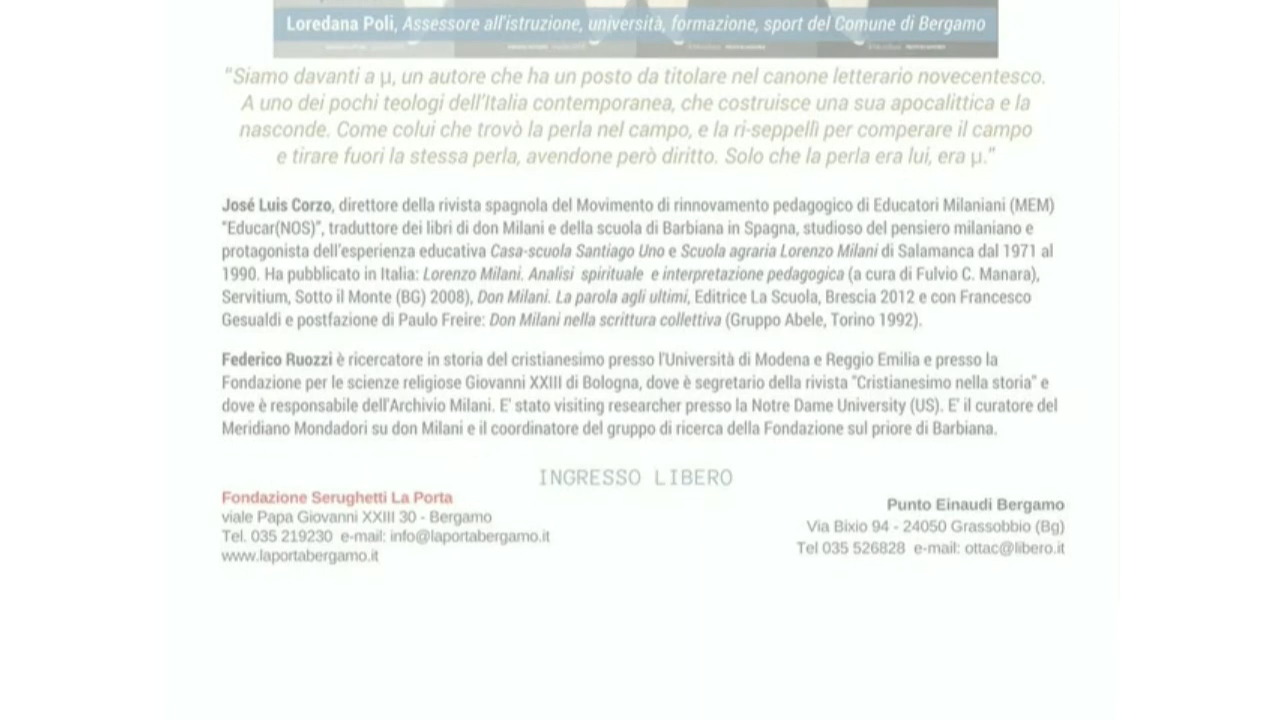 Loredana Poli, Assessore all'istruzione, università, formazione, sport del Comune di Bergamo
"Siamo davanti a μ, un autore che ha un posto da titolare nel canone letterario novecentesco.
A uno dei pochi teologi dell'Italia contemporanea, che costruisce una sua apocalittica e la
nasconde. Come colui che trovò la perla nel campo, e la ri-seppellì per comperare il campo
e tirare fuori la stessa perla, avendone però diritto. Solo che la perla era lui, era μ."
José Luis Corzo, direttore della rivista spagnola del Movimento di rinnovamento pedagogico di Educatori Milaniani (MEM)
"Educar(NOS)", traduttore dei libri di don Milani e della scuola di Barbiana in Spagna, studioso del pensiero milaniano e
protagonista dell'esperienza educativa Casa-scuola Santiago Uno e Scuola agraria Lorenzo Milani di Salamanca dal 1971 al
1990. Ha pubblicato in Italia: Lorenzo Milani. Analisi spirituale e interpretazione pedagogica (a cura di Fulvio C. Manara),
Servitium, Sotto il Monte (BG) 2008), Don Milani. La parola agli ultimi, Editrice La Scuola, Brescia 2012 e con Francesco
Gesualdi e postfazione di Paulo Freire: Don Milani nella scrittura collettiva (Gruppo Abele, Torino 1992).
Federico Ruozzi è ricercatore in storia del cristianesimo presso l'Università di Modena e Reggio Emilia e presso la
Fondazione per le scienze religiose Giovanni XXIII di Bologna, dove è segretario della rivista "Cristianesimo nella storia" e
dove è responsabile dell'Archivio Milani. E' stato visiting researcher presso la Notre Dame University (US). E' il curatore del
Meridiano Mondadori su don Milani e il coordinatore del gruppo di ricerca della Fondazione sul priore di Barbiana.
INGRESSO LIBERO
Fondazione Serughetti La Porta
viale Papa Giovanni XXIII 30 - Bergamo
Tel. 035 219230 e-mail: info@laportabergamo.it
www.laportabergamo.it
Punto Einaudi Bergamo
Via Bixio 94 - 24050 Grassobbio (Bg)
Tel 035 526828 e-mail: ottac@libero.it